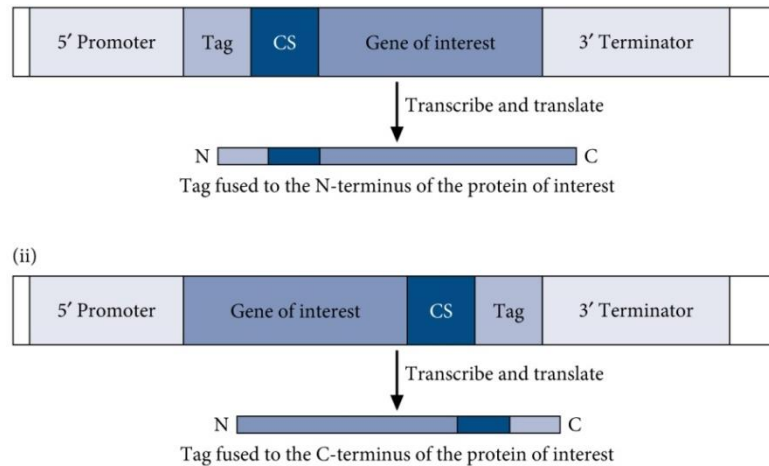 5′ Promoter Tag CS Gene of interest 3′ Terminator
Transcribe and translate
N C
Tag fused to the N-terminus of the protein of interest
(ii)
5′ Promoter Gene of interest CS Tag 3′ Terminator
Transcribe and translate
N C
Tag fused to the C-terminus of the protein of interest